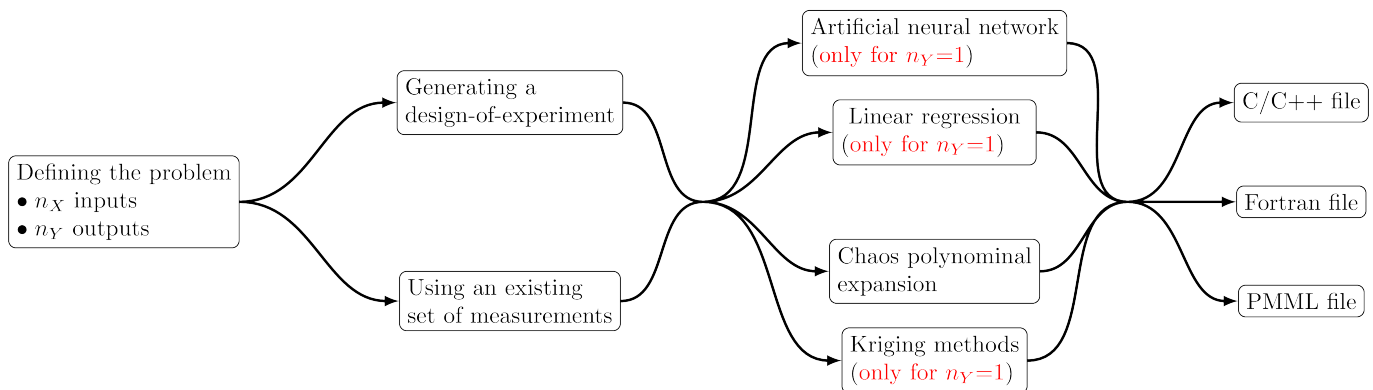 Defining the problem
• n_X inputs
• n_Y outputs
Generating a
design-of-experiment
Using an existing
set of measurements
Artificial neural network
(only for n_Y=1)
Linear regression
(only for n_Y=1)
Chaos polynominal
expansion
Kriging methods
(only for n_Y=1)
C/C++ file
Fortran file
PMML file